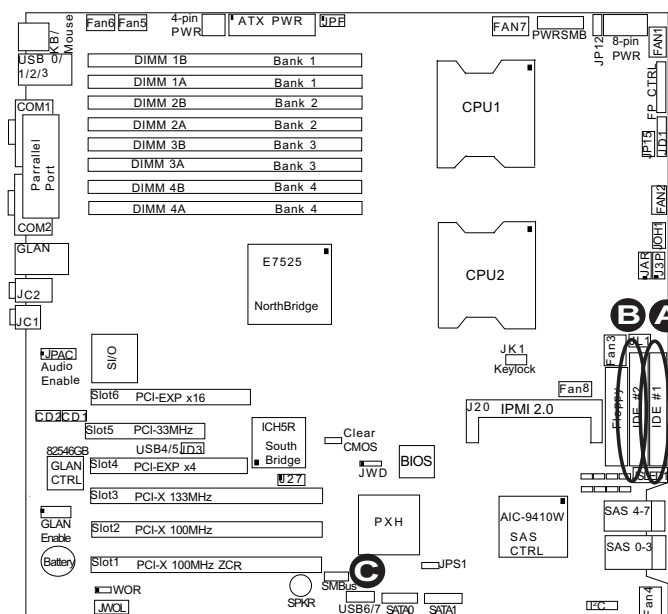 Fan6 Fan5
4-pin
PWR
ATX PWR
JPF
FAN7
PWRSMB
JP12
8-pin
PWR
FAN1
KB/
Mouse
USB 0/
1/2/3
DIMM 1B Bank 1
DIMM 1A Bank 1
DIMM 2B Bank 2
DIMM 2A Bank 2
DIMM 3B Bank 3
DIMM 3A Bank 3
DIMM 4B Bank 4
DIMM 4A Bank 4
CPU1
FP CTRL
JP15
JD1
COM1
Parrallel
Port
COM2
FAN2
JOH1
GLAN
E7525
NorthBridge
CPU2
JAR
J3P
JC2
JC1
B A
JPAC
Audio
Enable
SI/O
JK1
Keylock
Fan3
Floppy
IDE #2
IDE #1
Slot6 PCI-EXP x16
Fan8
J20 IPMI 2.0
CD2 CD1
Slot5 PCI-33MHz
ICH5R
South
Bridge
Clear
CMOS
82546GB
GLAN
CTRL
USB4/5
JD3
Slot4 PCI-EXP x4
JWD
BIOS
J27
Slot3 PCI-X 133MHz
GLAN
Enable
Slot2 PCI-X 100MHz
PXH
AIC-9410W
SAS
CTRL
SAS 4-7
SAS 0-3
Battery
Slot1 PCI-X 100MHz ZCR
C
JPS1
WOR
JWOL
SPKR
SMBus
USB6/7
SATA0
SATA1
I²C
Fan4